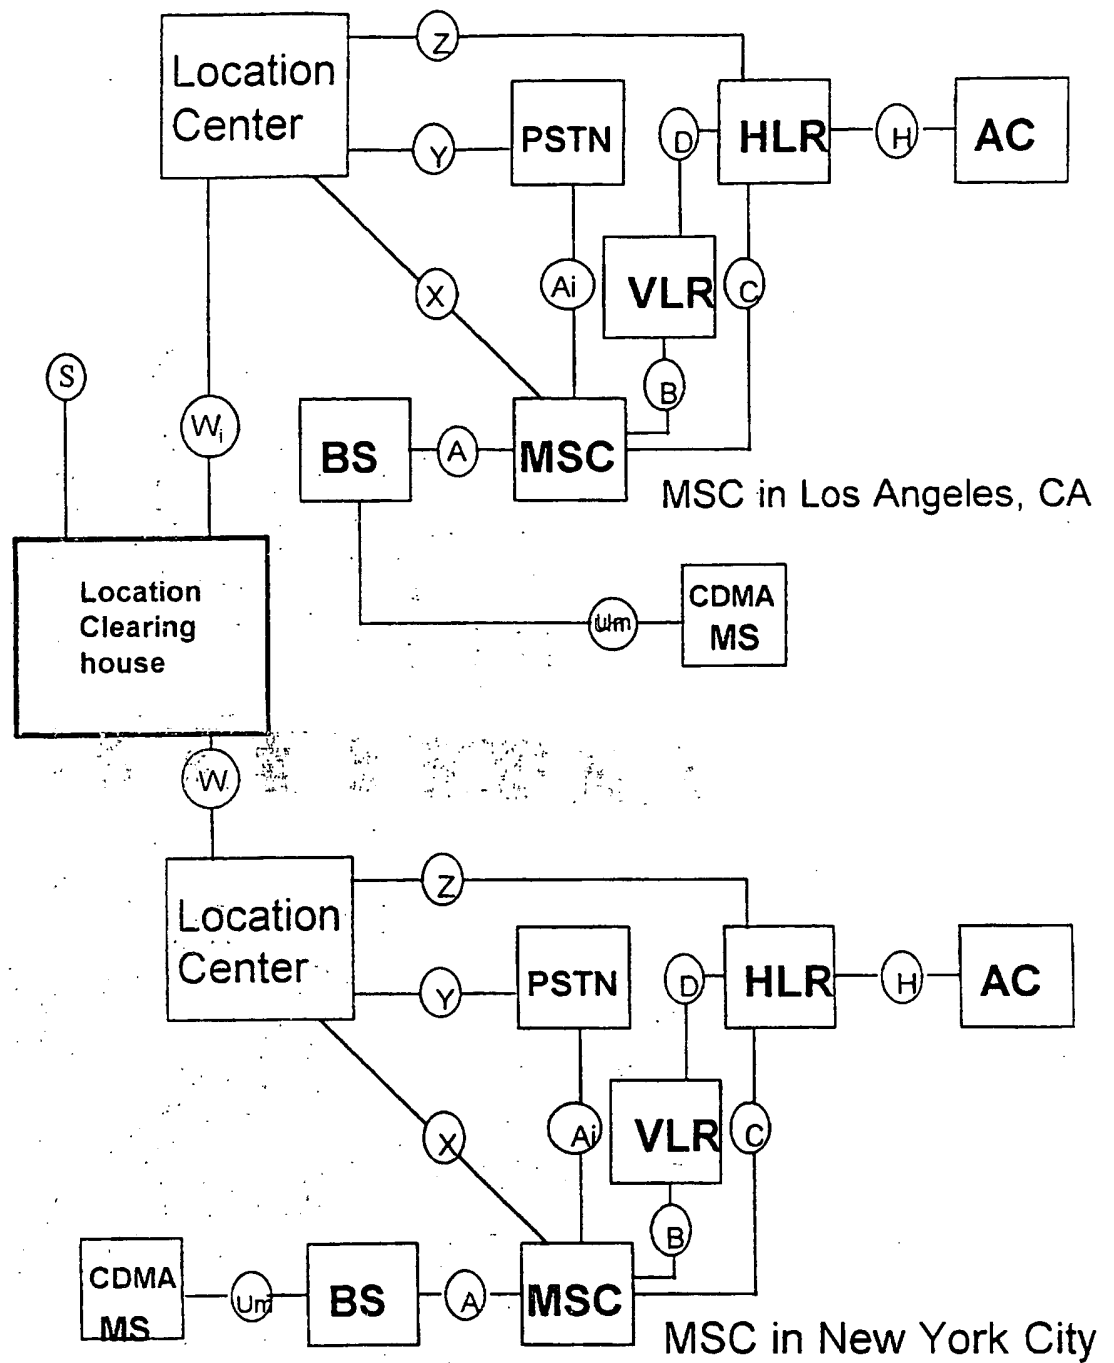 Z
Location
Center
PSTN
D
HLR
H
AC
Y
VLR
C
Ai
X
S
Wi
B
BS
A
MSC
MSC in Los Angeles, CA
Location
Clearing
house
Um
CDMA
MS
W
Z
Location
Center
PSTN
D
HLR
H
AC
Y
VLR
C
Ai
X
B
CDMA
MS
Um
BS
A
MSC
MSC in New York City